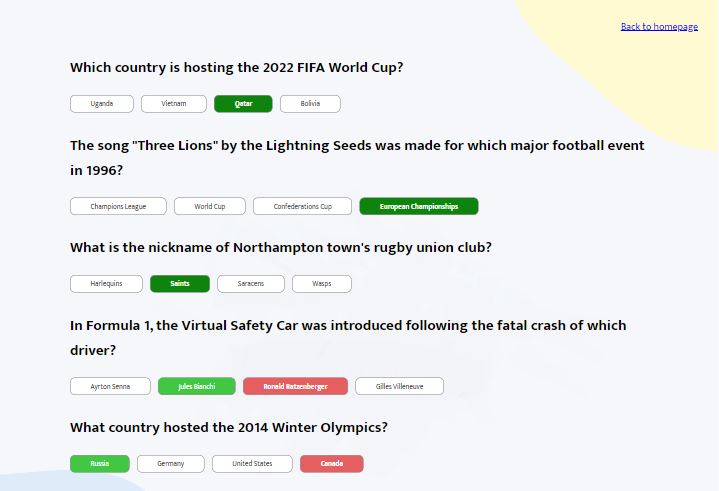 Back to homepage
Which country is hosting the 2022 FIFA World Cup?
Uganda Vietnam Qatar Bolivia
The song "Three Lions" by the Lightning Seeds was made for which major football event
in 1996?
Champions League World Cup Confederations Cup European Championships
What is the nickname of Northampton town's rugby union club?
Harlequins Saints Saracens Wasps
In Formula 1, the Virtual Safety Car was introduced following the fatal crash of which
driver?
Ayrton Senna Jules Bianchi Ronald Ratzenberger Gilles Villeneuve
What country hosted the 2014 Winter Olympics?
Russia Germany United States Canada